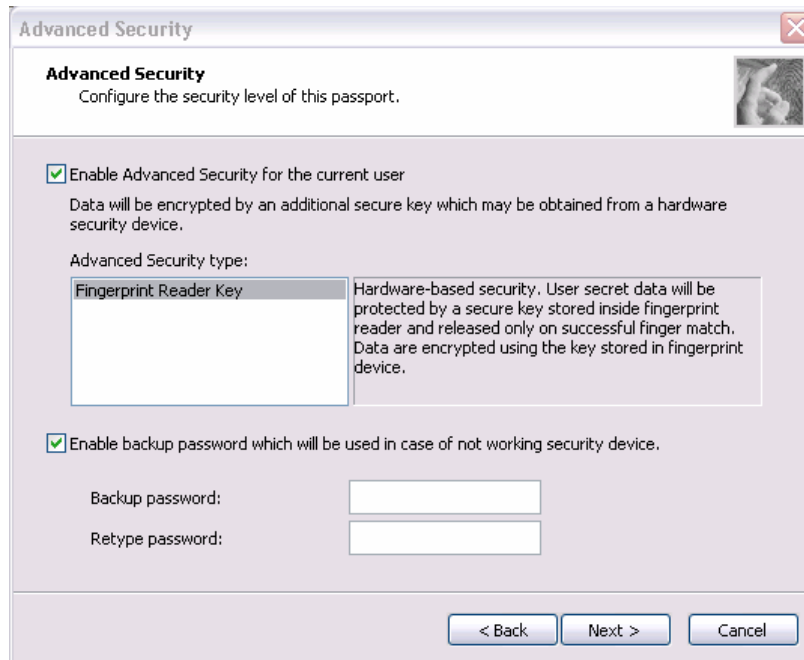 Advanced Security
Advanced Security
Configure the security level of this passport.
Enable Advanced Security for the current user
Data will be encrypted by an additional secure key which may be obtained from a hardware
security device.
Advanced Security type:
Fingerprint Reader Key
Hardware-based security. User secret data will be
protected by a secure key stored inside fingerprint
reader and released only on successful finger match.
Data are encrypted using the key stored in fingerprint
device.
Enable backup password which will be used in case of not working security device.
Backup password:
Retype password:
< Back
Next >
Cancel